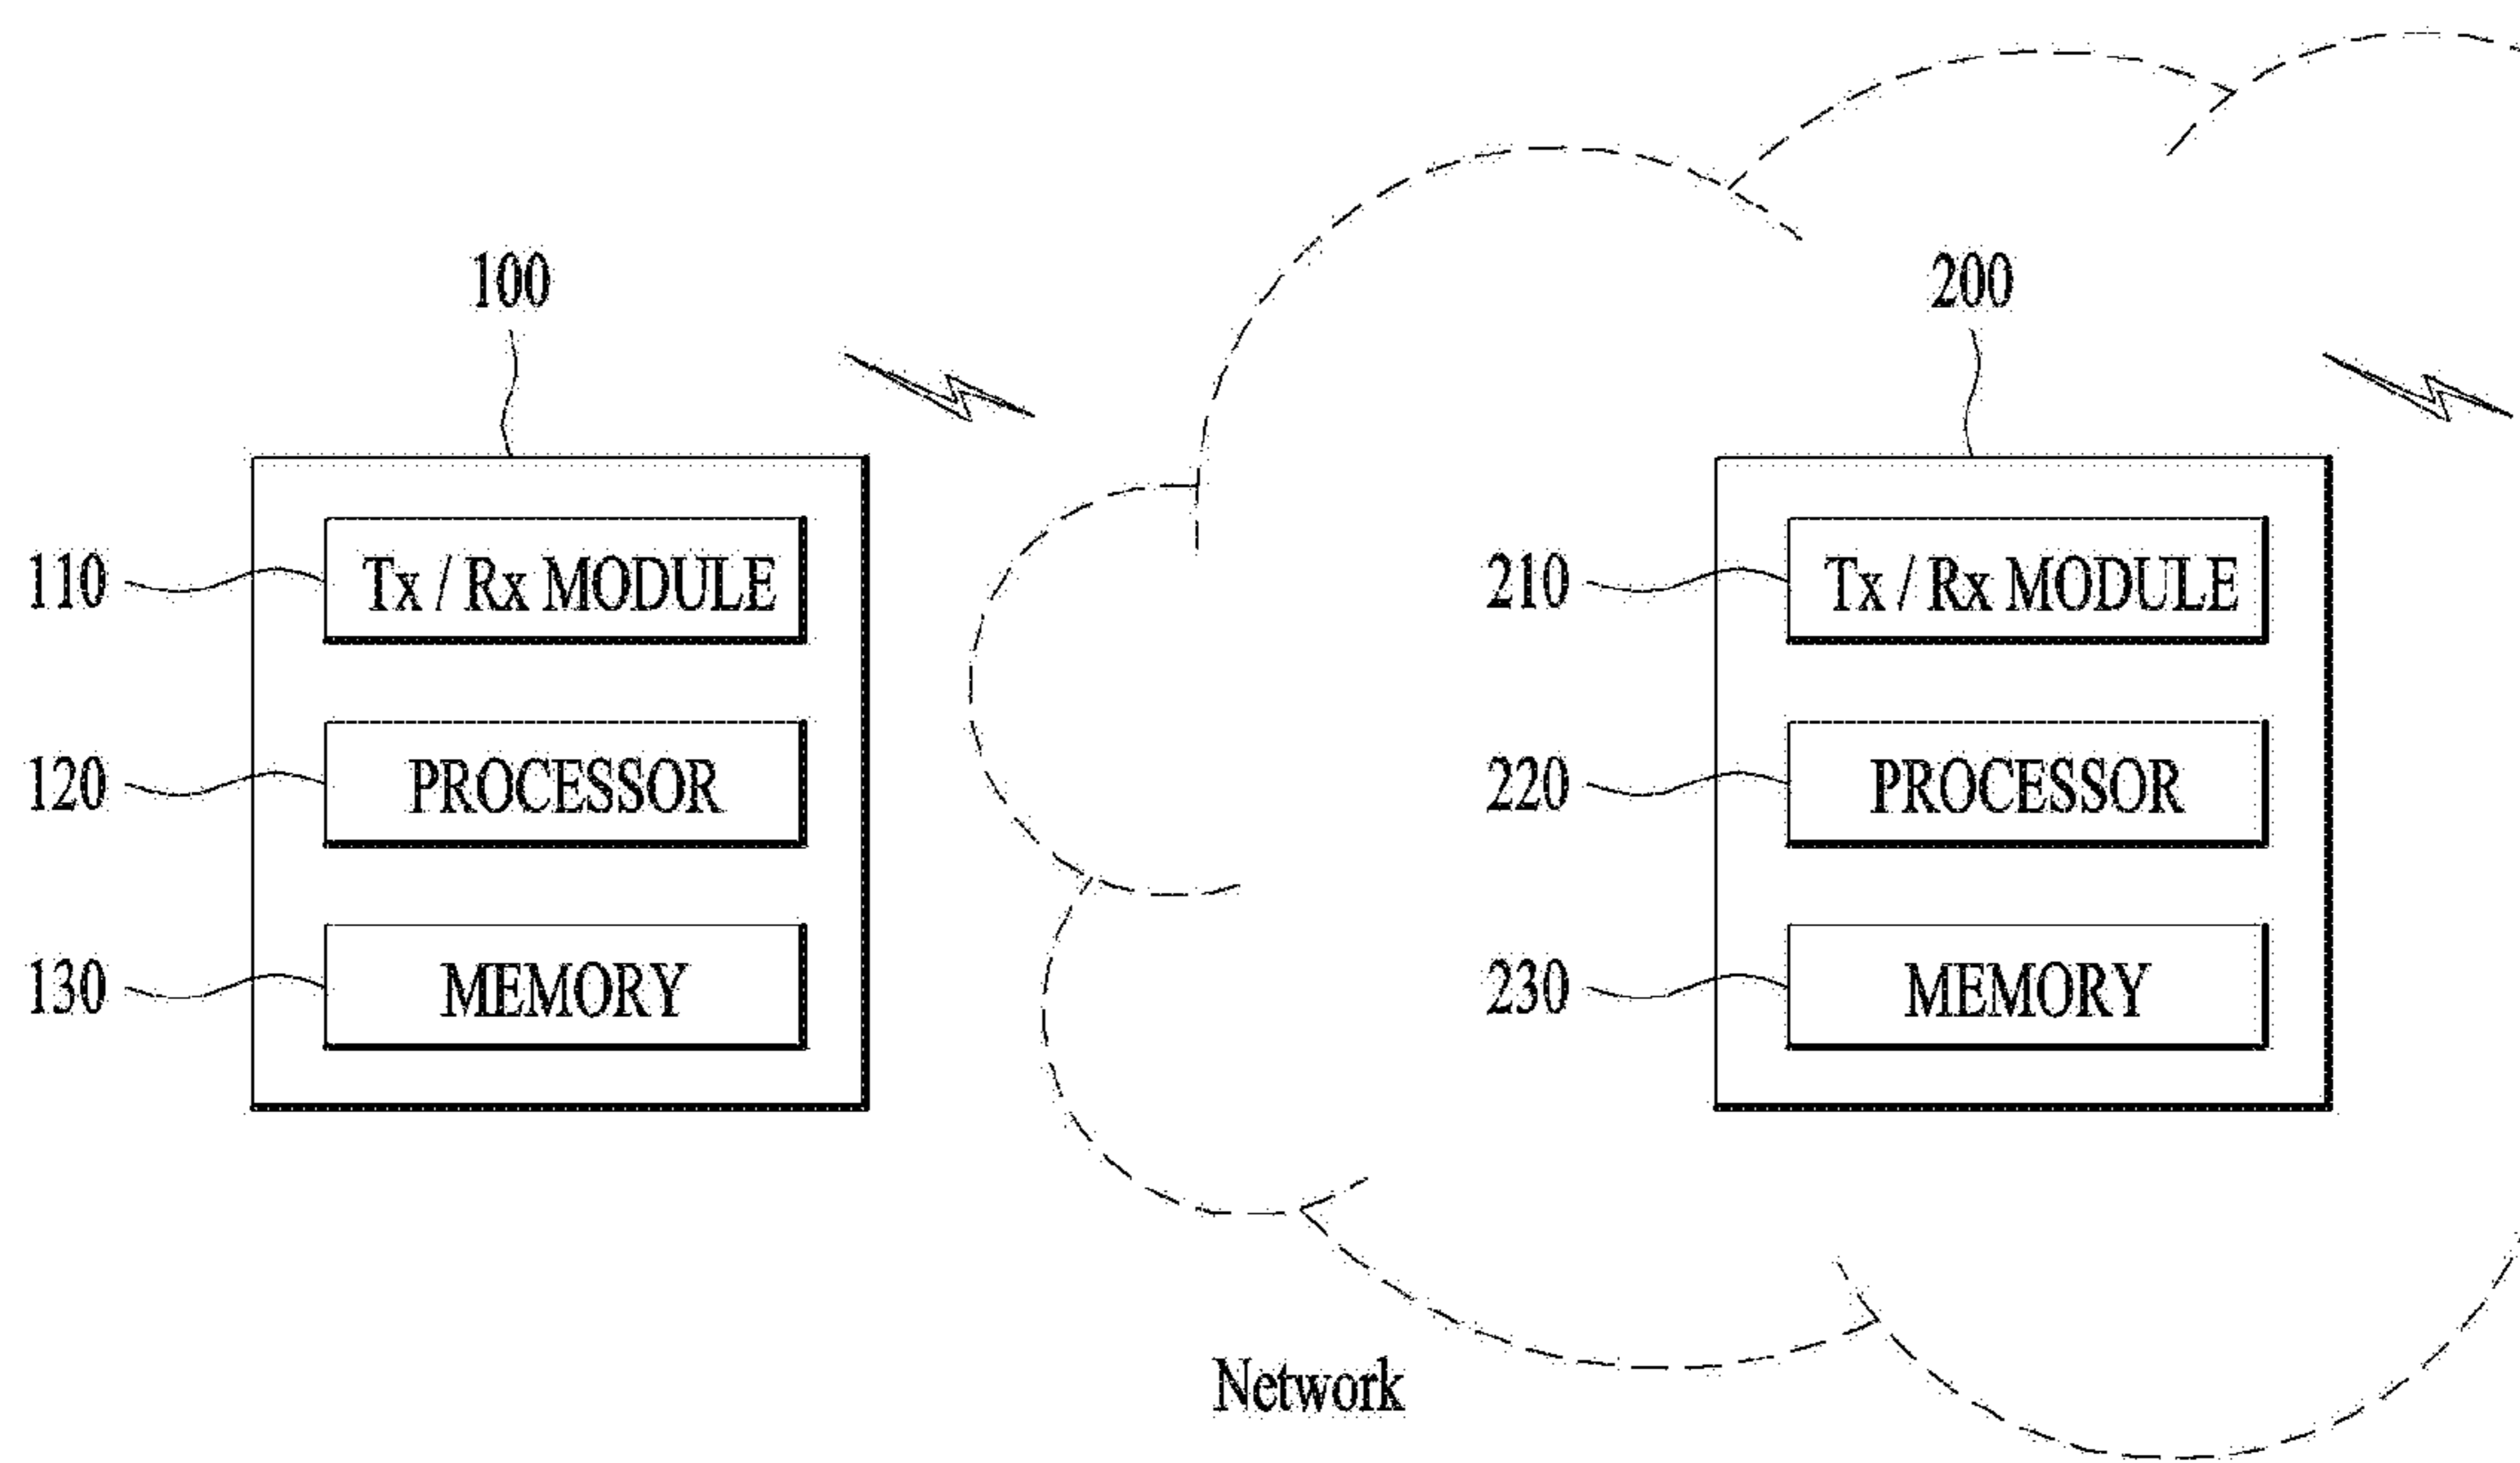 100
200
110
Tx / Rx MODULE
210
Tx / Rx MODULE
120
PROCESSOR
220
PROCESSOR
130
MEMORY
230
MEMORY
Network